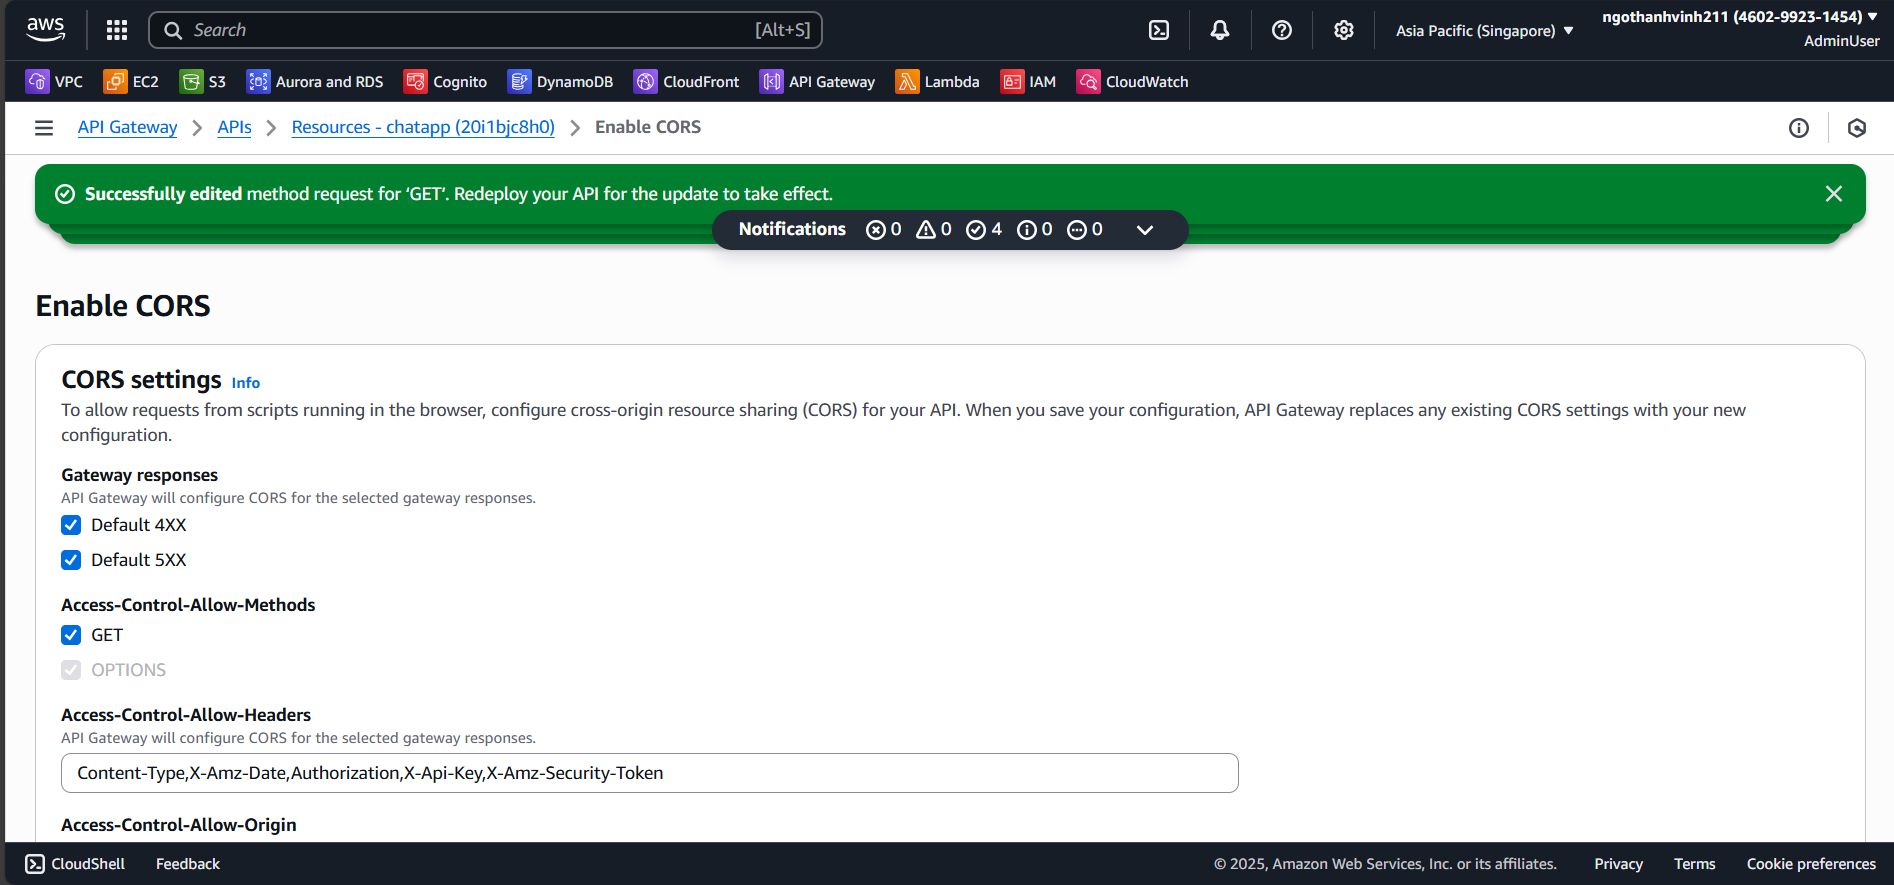 aws
Search [Alt+S]
Asia Pacific (Singapore) ▼
ngothanhvinh211 (4602-9923-1454) ▼
AdminUser
VPC EC2 S3 Aurora and RDS Cognito DynamoDB CloudFront API Gateway Lambda IAM CloudWatch
API Gateway > APIs > Resources - chatapp (20i1bjc8h0) > Enable CORS
Successfully edited method request for ‘GET’. Redeploy your API for the update to take effect.
Notifications 0 0 4 0 0
Enable CORS
CORS settings Info
To allow requests from scripts running in the browser, configure cross-origin resource sharing (CORS) for your API. When you save your configuration, API Gateway replaces any existing CORS settings with your new
configuration.
Gateway responses
API Gateway will configure CORS for the selected gateway responses.
Default 4XX
Default 5XX
Access-Control-Allow-Methods
GET
OPTIONS
Access-Control-Allow-Headers
API Gateway will configure CORS for the selected gateway responses.
Content-Type,X-Amz-Date,Authorization,X-Api-Key,X-Amz-Security-Token
Access-Control-Allow-Origin
CloudShell Feedback © 2025, Amazon Web Services, Inc. or its affiliates. Privacy Terms Cookie preferences